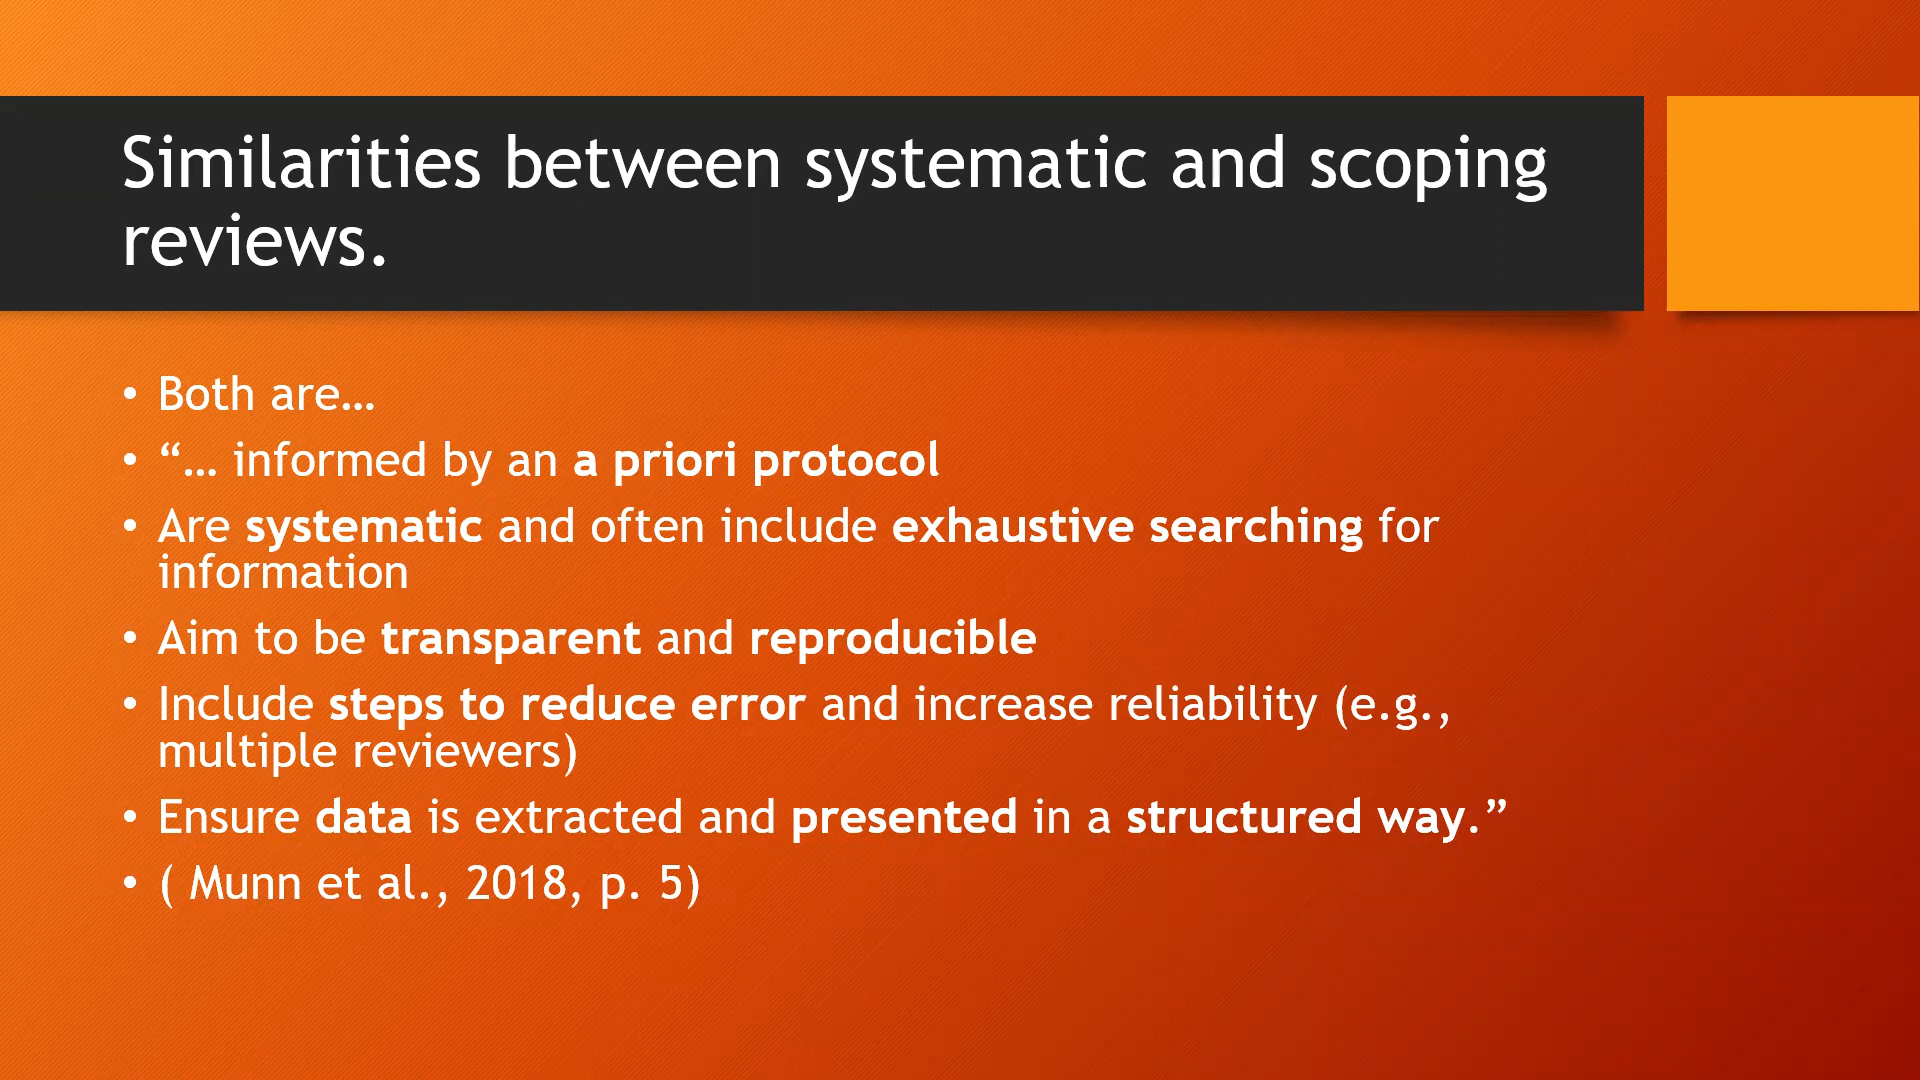 Similarities between systematic and scoping
reviews.
• Both are…
• “… informed by an a priori protocol
• Are systematic and often include exhaustive searching for
information
• Aim to be transparent and reproducible
• Include steps to reduce error and increase reliability (e.g.,
multiple reviewers)
• Ensure data is extracted and presented in a structured way.”
• ( Munn et al., 2018, p. 5)